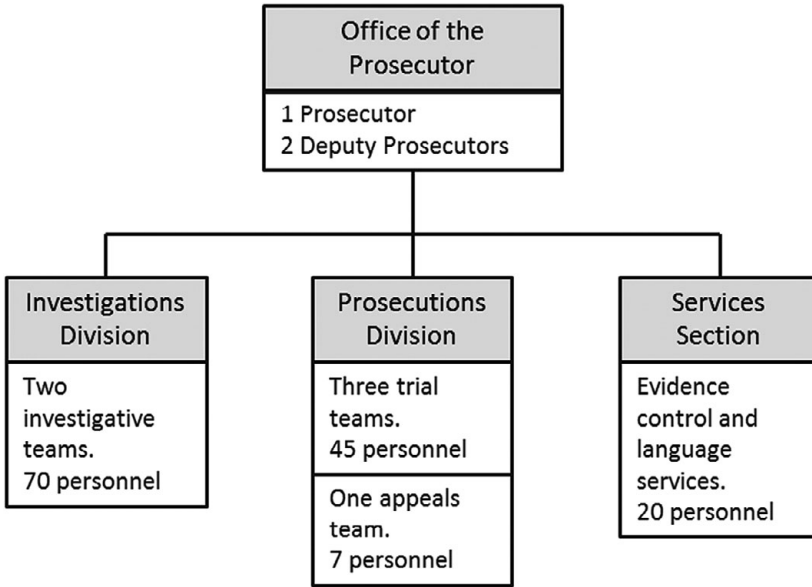 Office of the
Prosecutor
1 Prosecutor
2 Deputy Prosecutors
Investigations
Division
Two
investigative
teams.
70 personnel
Prosecutions
Division
Three trial
teams.
45 personnel
One appeals
team.
7 personnel
Services
Section
Evidence
control and
language
services.
20 personnel